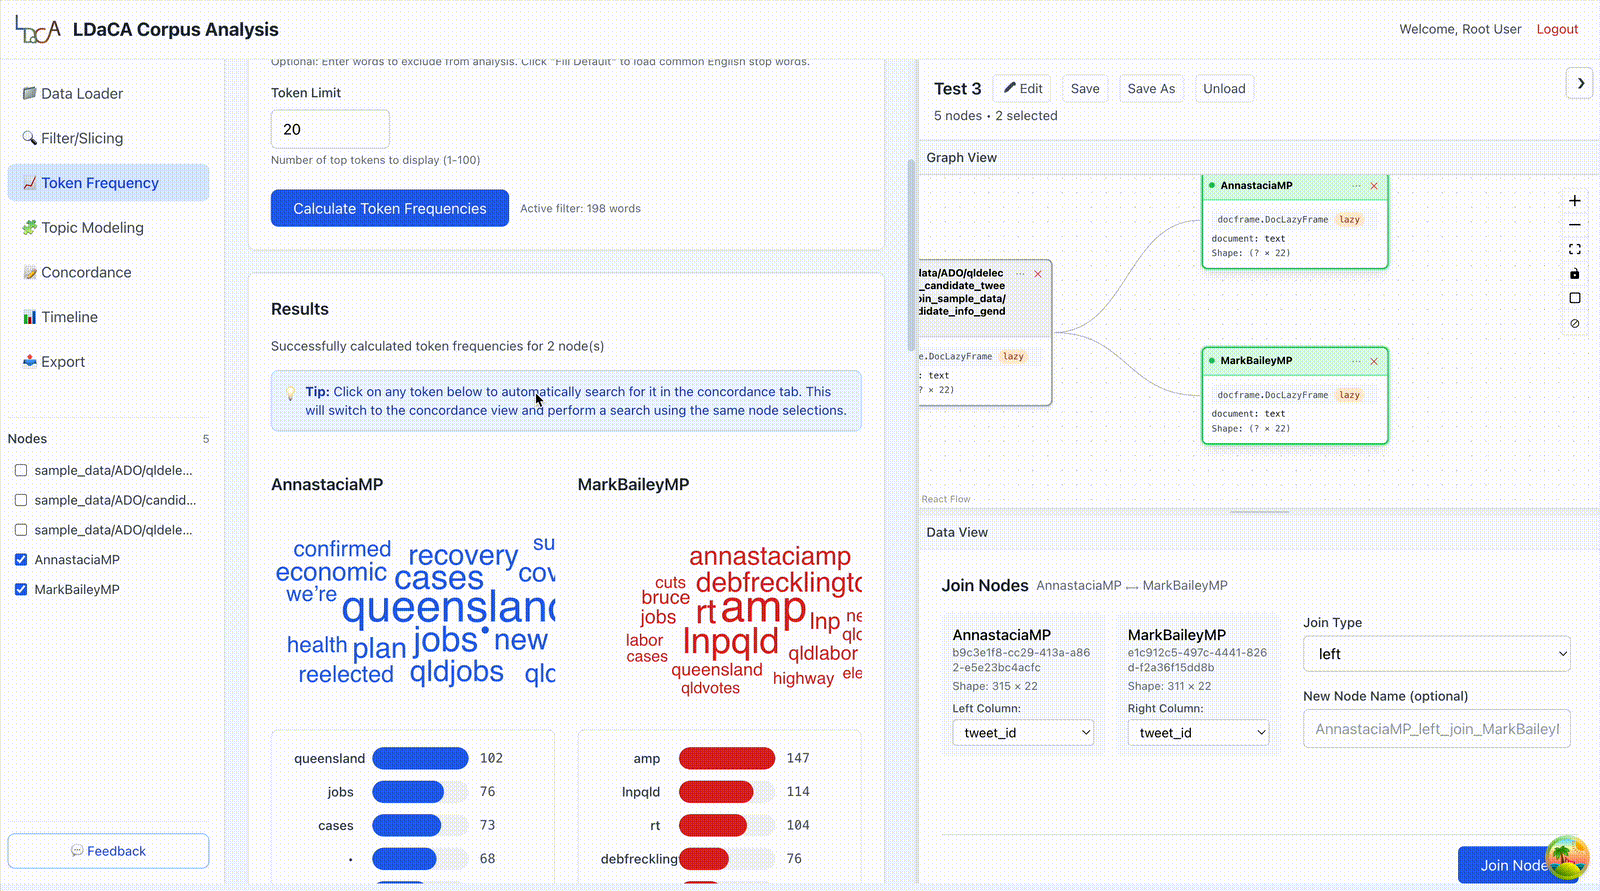 LDaCA LDaCA Corpus Analysis
Welcome, Root User Logout
Data Loader
Filter/Slicing
Token Frequency
Topic Modeling
Concordance
Timeline
Export
Nodes 5
sample_data/ADO/qldele...
sample_data/ADO/candid...
sample_data/ADO/qldele...
AnnastaciaMP
MarkBaileyMP
Feedback
Optional: Enter words to exclude from analysis. Click "Fill Default" to load common English stop words.
Token Limit
20
Number of top tokens to display (1-100)
Calculate Token Frequencies Active filter: 198 words
Results
Successfully calculated token frequencies for 2 node(s)
Tip: Click on any token below to automatically search for it in the concordance tab. This
will switch to the concordance view and perform a search using the same node selections.
AnnastaciaMP
confirmed recovery su
economic cases cov
we're queensland
health plan jobs • new
reelected qldjobs qld
MarkBaileyMP
annastaciamp
cuts debfrecklingto
bruce rt amp lnp ne
jobs qld
labor lnpqld
cases qldlabor
queensland highway ele
qldvotes
queensland 102
jobs 76
cases 73
• 68
amp 147
lnpqld 114
rt 104
debfreckling 76
Test 3 Edit Save Save As Unload
5 nodes • 2 selected
Graph View
data/ADO/qldelec ...
_candidate_twee
oin_sample_data/
didate_info_gend
e.DocLazyFrame lazy
: text
? × 22)
AnnastaciaMP ...
docframe.DocLazyFrame lazy
document: text
Shape: (? × 22)
MarkBaileyMP ...
docframe.DocLazyFrame lazy
document: text
Shape: (? × 22)
React Flow
Data View
Join Nodes AnnastaciaMP ↔ MarkBaileyMP
AnnastaciaMP
b9c3e1f8-cc29-413a-a86
2-e5e23bc4acfc
Shape: 315 × 22
Left Column:
tweet_id
MarkBaileyMP
e1c912c5-497c-4441-826
d-f2a36f15dd8b
Shape: 311 × 22
Right Column:
tweet_id
Join Type
left
New Node Name (optional)
AnnastaciaMP_left_join_MarkBaileyI
Join Node